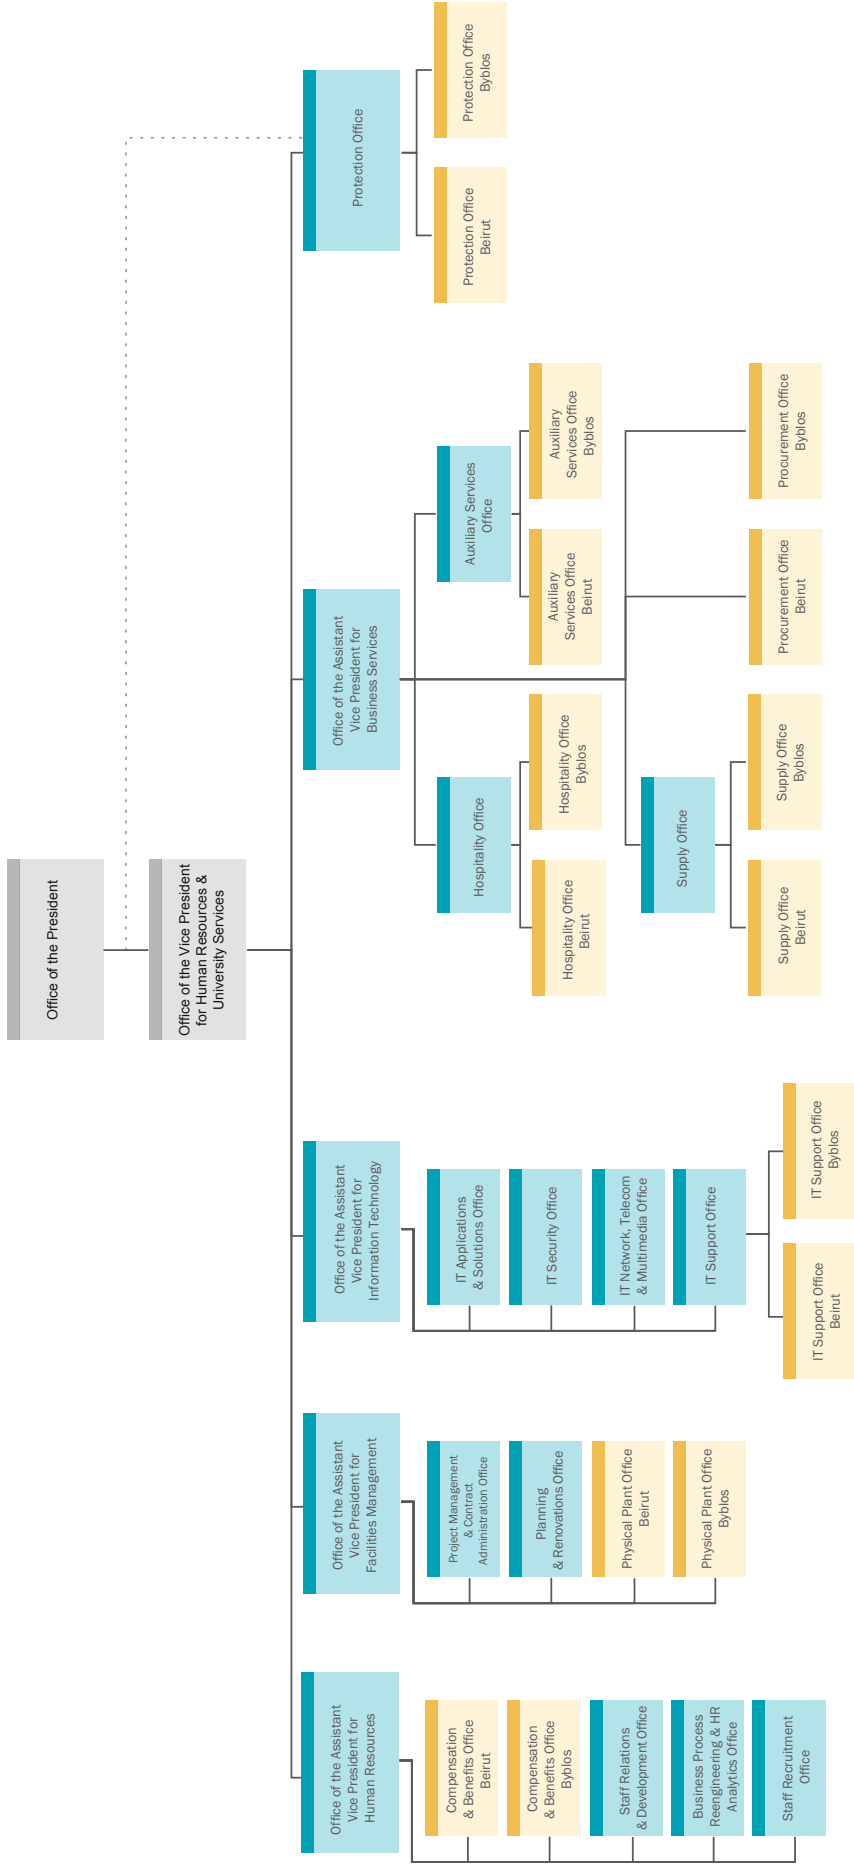 Office of the President
Office of the Vice President
for Human Resources &
University Services
Office of the Assistant
Vice President for
Human Resources
Office of the Assistant
Vice President for
Facilities Management
Office of the Assistant
Vice President for
Information Technology
Office of the Assistant
Vice President for
Business Services
Protection Office
Compensation
& Benefits Office
Beirut
Compensation
& Benefits Office
Byblos
Staff Relations
& Development Office
Business Process
Reengineering & HR
Analytics Office
Staff Recruitment
Office
Project Management
& Contract
Administration Office
Planning
& Renovations Office
Physical Plant Office
Beirut
Physical Plant Office
Byblos
IT Applications
& Solutions Office
IT Security Office
IT Network, Telecom
& Multimedia Office
IT Support Office
IT Support Office
Beirut
IT Support Office
Byblos
Hospitality Office
Hospitality Office
Beirut
Hospitality Office
Byblos
Auxiliary Services
Office
Auxiliary
Services Office
Beirut
Auxiliary
Services Office
Byblos
Supply Office
Supply Office
Beirut
Supply Office
Byblos
Procurement Office
Beirut
Procurement Office
Byblos
Protection Office
Beirut
Protection Office
Byblos